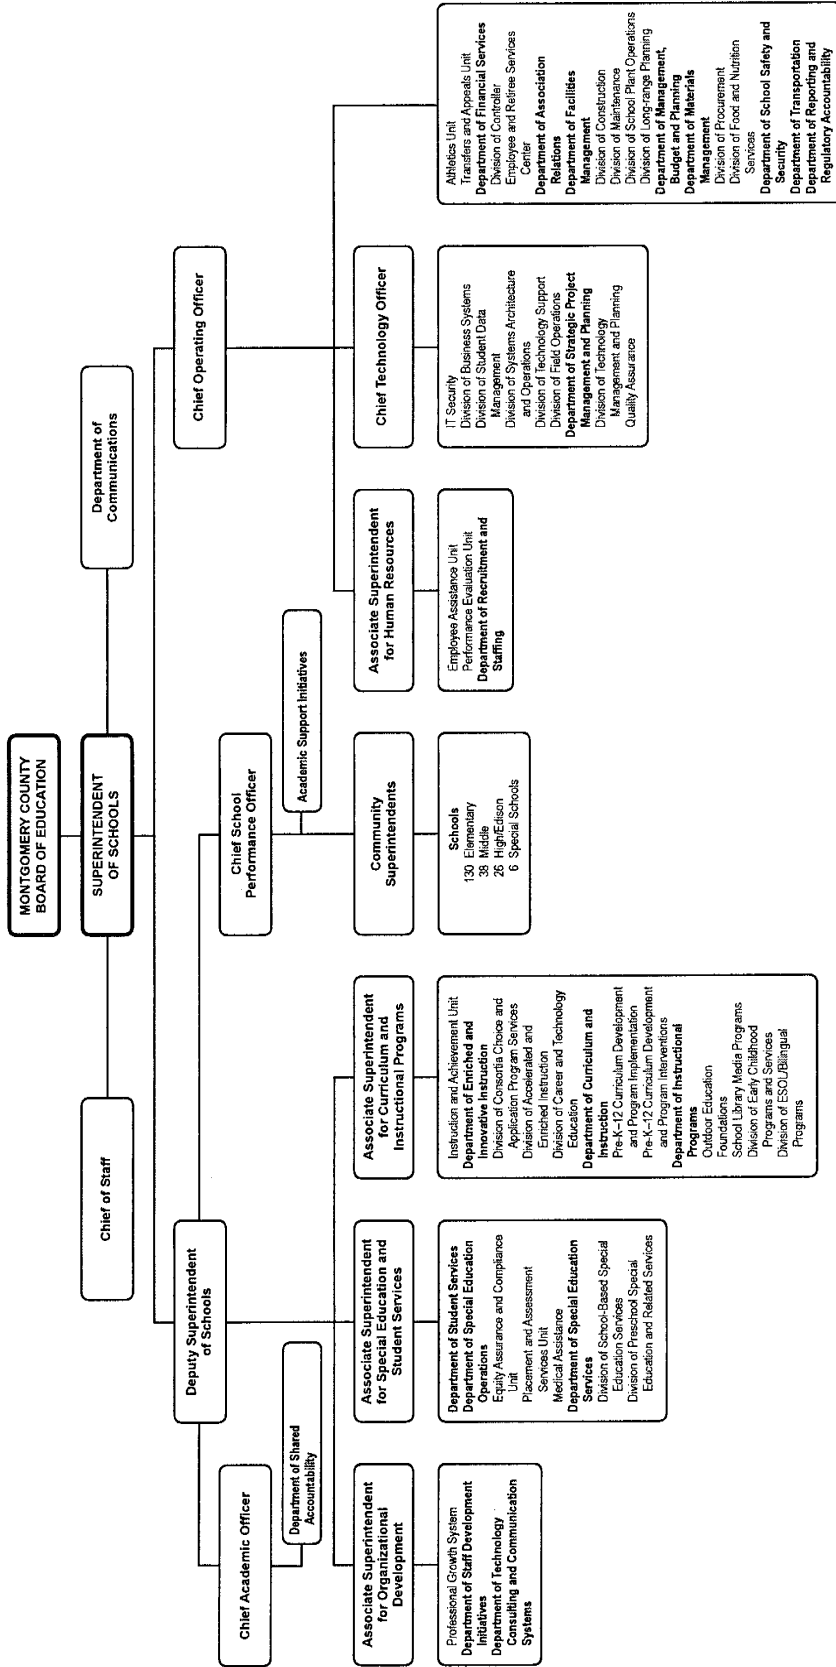 MONTGOMERY COUNTY
BOARD OF EDUCATION
SUPERINTENDENT
OF SCHOOLS
Chief of Staff
Department of
Communications
Deputy Superintendent
of Schools
Chief Operating Officer
Chief Academic Officer
Chief School
Performance Officer
Department of Shared
Accountability
Academic Support Initiatives
Associate Superintendent
for Organizational
Development
Associate Superintendent
for Special Education and
Student Services
Associate Superintendent
for Curriculum and
Instructional Programs
Community
Superintendents
Associate Superintendent
for Human Resources
Chief Technology Officer
Professional Growth System
Department of Staff Development
Initiatives
Department of Technology
Consulting and Communication
Systems
Department of Student Services
Department of Special Education
Operations
Equity Assurance and Compliance
Unit
Placement and Assessment
Services Unit
Medical Assistance
Department of Special Education
Services
Division of School-Based Special
Education Services
Division of Preschool Special
Education and Related Services
Instruction and Achievement Unit
Department of Enriched and
Innovative Instruction
Division of Consortia Choice and
Application Program Services
Division of Accelerated and
Enriched Instruction
Division of Career and Technology
Education
Department of Curriculum and
Instruction
Pre-K–12 Curriculum Development
and Program Implementation
Pre-K–12 Curriculum Development
and Program Interventions
Department of Instructional
Programs
Outdoor Education
Foundations
School Library Media Programs
Division of Early Childhood
Programs and Services
Division of ESOL/Bilingual
Programs
Schools
130 Elementary
38 Middle
26 High/Edison
6 Special Schools
Employee Assistance Unit
Performance Evaluation Unit
Department of Recruitment and
Staffing
IT Security
Division of Business Systems
Division of Student Data
Management
Division of Systems Architecture
and Operations
Division of Technology Support
Division of Field Operations
Department of Strategic Project
Management and Planning
Division of Technology
Management and Planning
Quality Assurance
Athletics Unit
Transfers and Appeals Unit
Department of Financial Services
Division of Controller
Employee and Retiree Services
Center
Department of Association
Relations
Department of Facilities
Management
Division of Construction
Division of Maintenance
Division of School Plant Operations
Division of Long-range Planning
Department of Management,
Budget and Planning
Department of Materials
Management
Division of Procurement
Division of Food and Nutrition
Services
Department of School Safety and
Security
Department of Transportation
Department of Reporting and
Regulatory Accountability